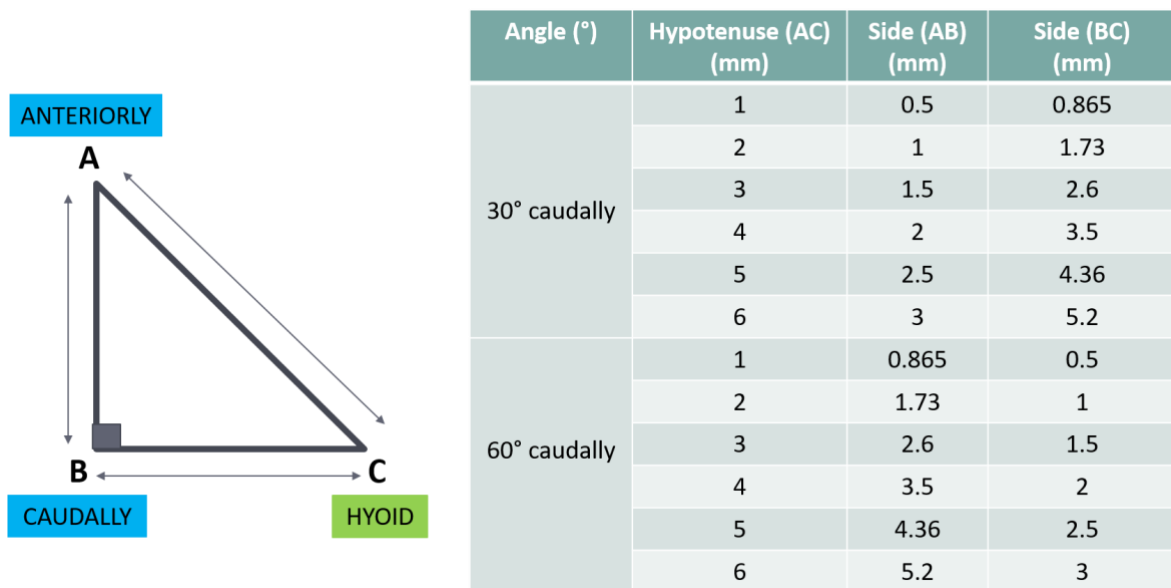 ANTERIORLY
A
B
C
CAUDALLY
HYOID
Angle (°) Hypotenuse (AC) (mm) Side (AB) (mm) Side (BC) (mm)
30° caudally
1 0.5 0.865
2 1 1.73
3 1.5 2.6
4 2 3.5
5 2.5 4.36
6 3 5.2
60° caudally
1 0.865 0.5
2 1.73 1
3 2.6 1.5
4 3.5 2
5 4.36 2.5
6 5.2 3